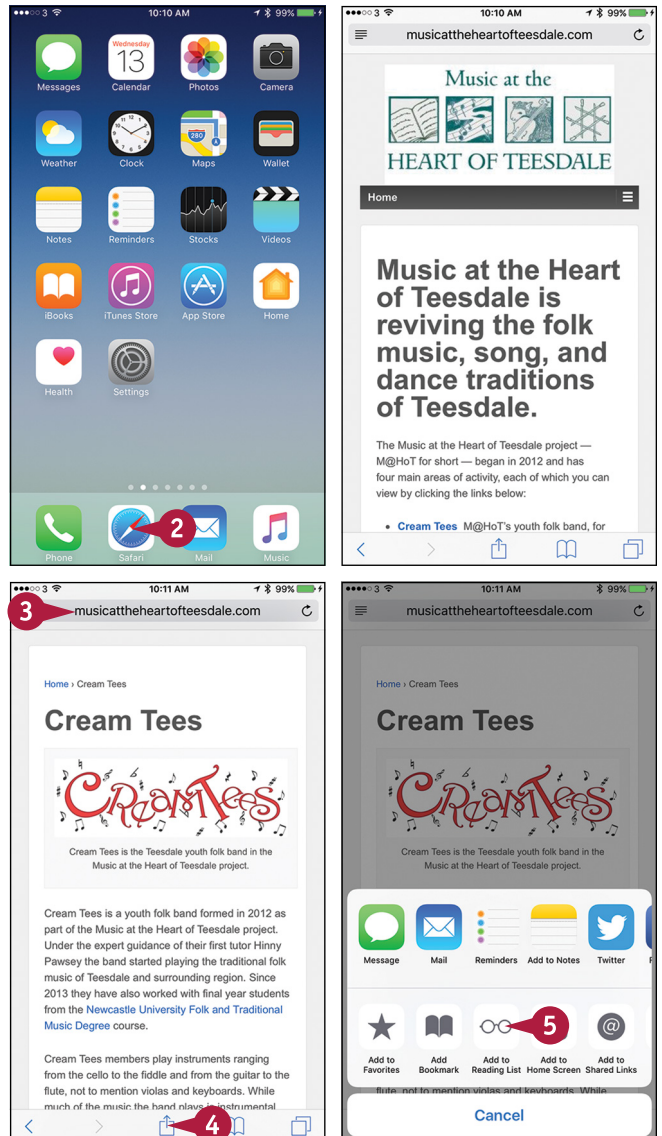 3 10:10 AM 99%
Wednesday
13
Messages Calendar Photos Camera
280
Weather Clock Maps Wallet
Notes Reminders Stocks Videos
iBooks iTunes Store App Store Home
Health Settings
2
Phone Safari Mail Music
3 10:10 AM 99%
musicattheheartofteesdale.com
Music at the
HEART OF TEESDALE
Home
Music at the Heart
of Teesdale is
reviving the folk
music, song, and
dance traditions
of Teesdale.
The Music at the Heart of Teesdale project —
M@HoT for short — began in 2012 and has
four main areas of activity, each of which you can
view by clicking the links below:
• Cream Tees M@HoT's youth folk band, for
3 10:11 AM 99%
3
musicattheheartofteesdale.com
Home › Cream Tees
Cream Tees
CreamTees
Cream Tees is the Teesdale youth folk band in the
Music at the Heart of Teesdale project.
Cream Tees is a youth folk band formed in 2012 as
part of the Music at the Heart of Teesdale project.
Under the expert guidance of their first tutor Hinny
Pawsey the band started playing the traditional folk
music of Teesdale and surrounding region. Since
2013 they have also worked with final year students
from the Newcastle University Folk and Traditional
Music Degree course.
Cream Tees members play instruments ranging
from the cello to the fiddle and from the guitar to the
flute, not to mention violas and keyboards. While
much of the music the band plays is instrumental
4
3 10:11 AM 99%
musicattheheartofteesdale.com
Home › Cream Tees
Cream Tees
CreamTees
Cream Tees is the Teesdale youth folk band in the
Music at the Heart of Teesdale project.
Message Mail Reminders Add to Notes Twitter
5
@
Add to Favorites
Add Bookmark
Add to Reading List
Add to Home Screen
Add to Shared Links
flute, not to mention violas and keyboards. While
Cancel